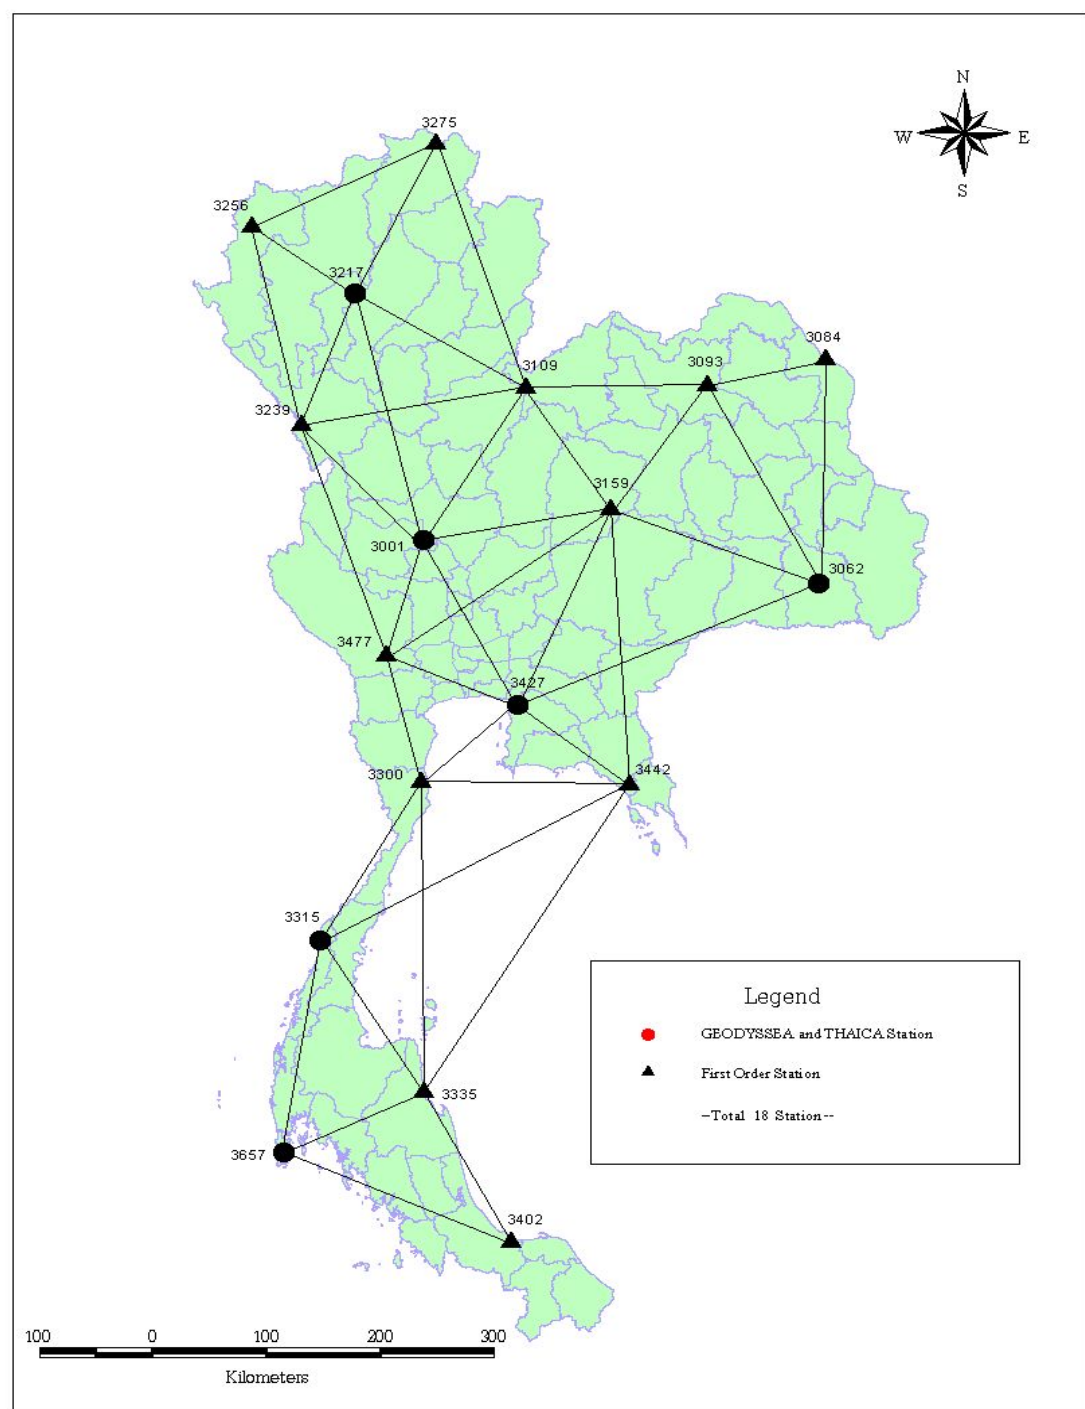 N
W E
S
3275
3256
3217
3084
3109
3093
3239
3159
3001
3062
3477
3427
3300
3442
3315
Legend
GEODYSSEA and THAICA Station
First Order Station
--Total 18 Station--
3335
3657
3402
100 0 100 200 300
Kilometers